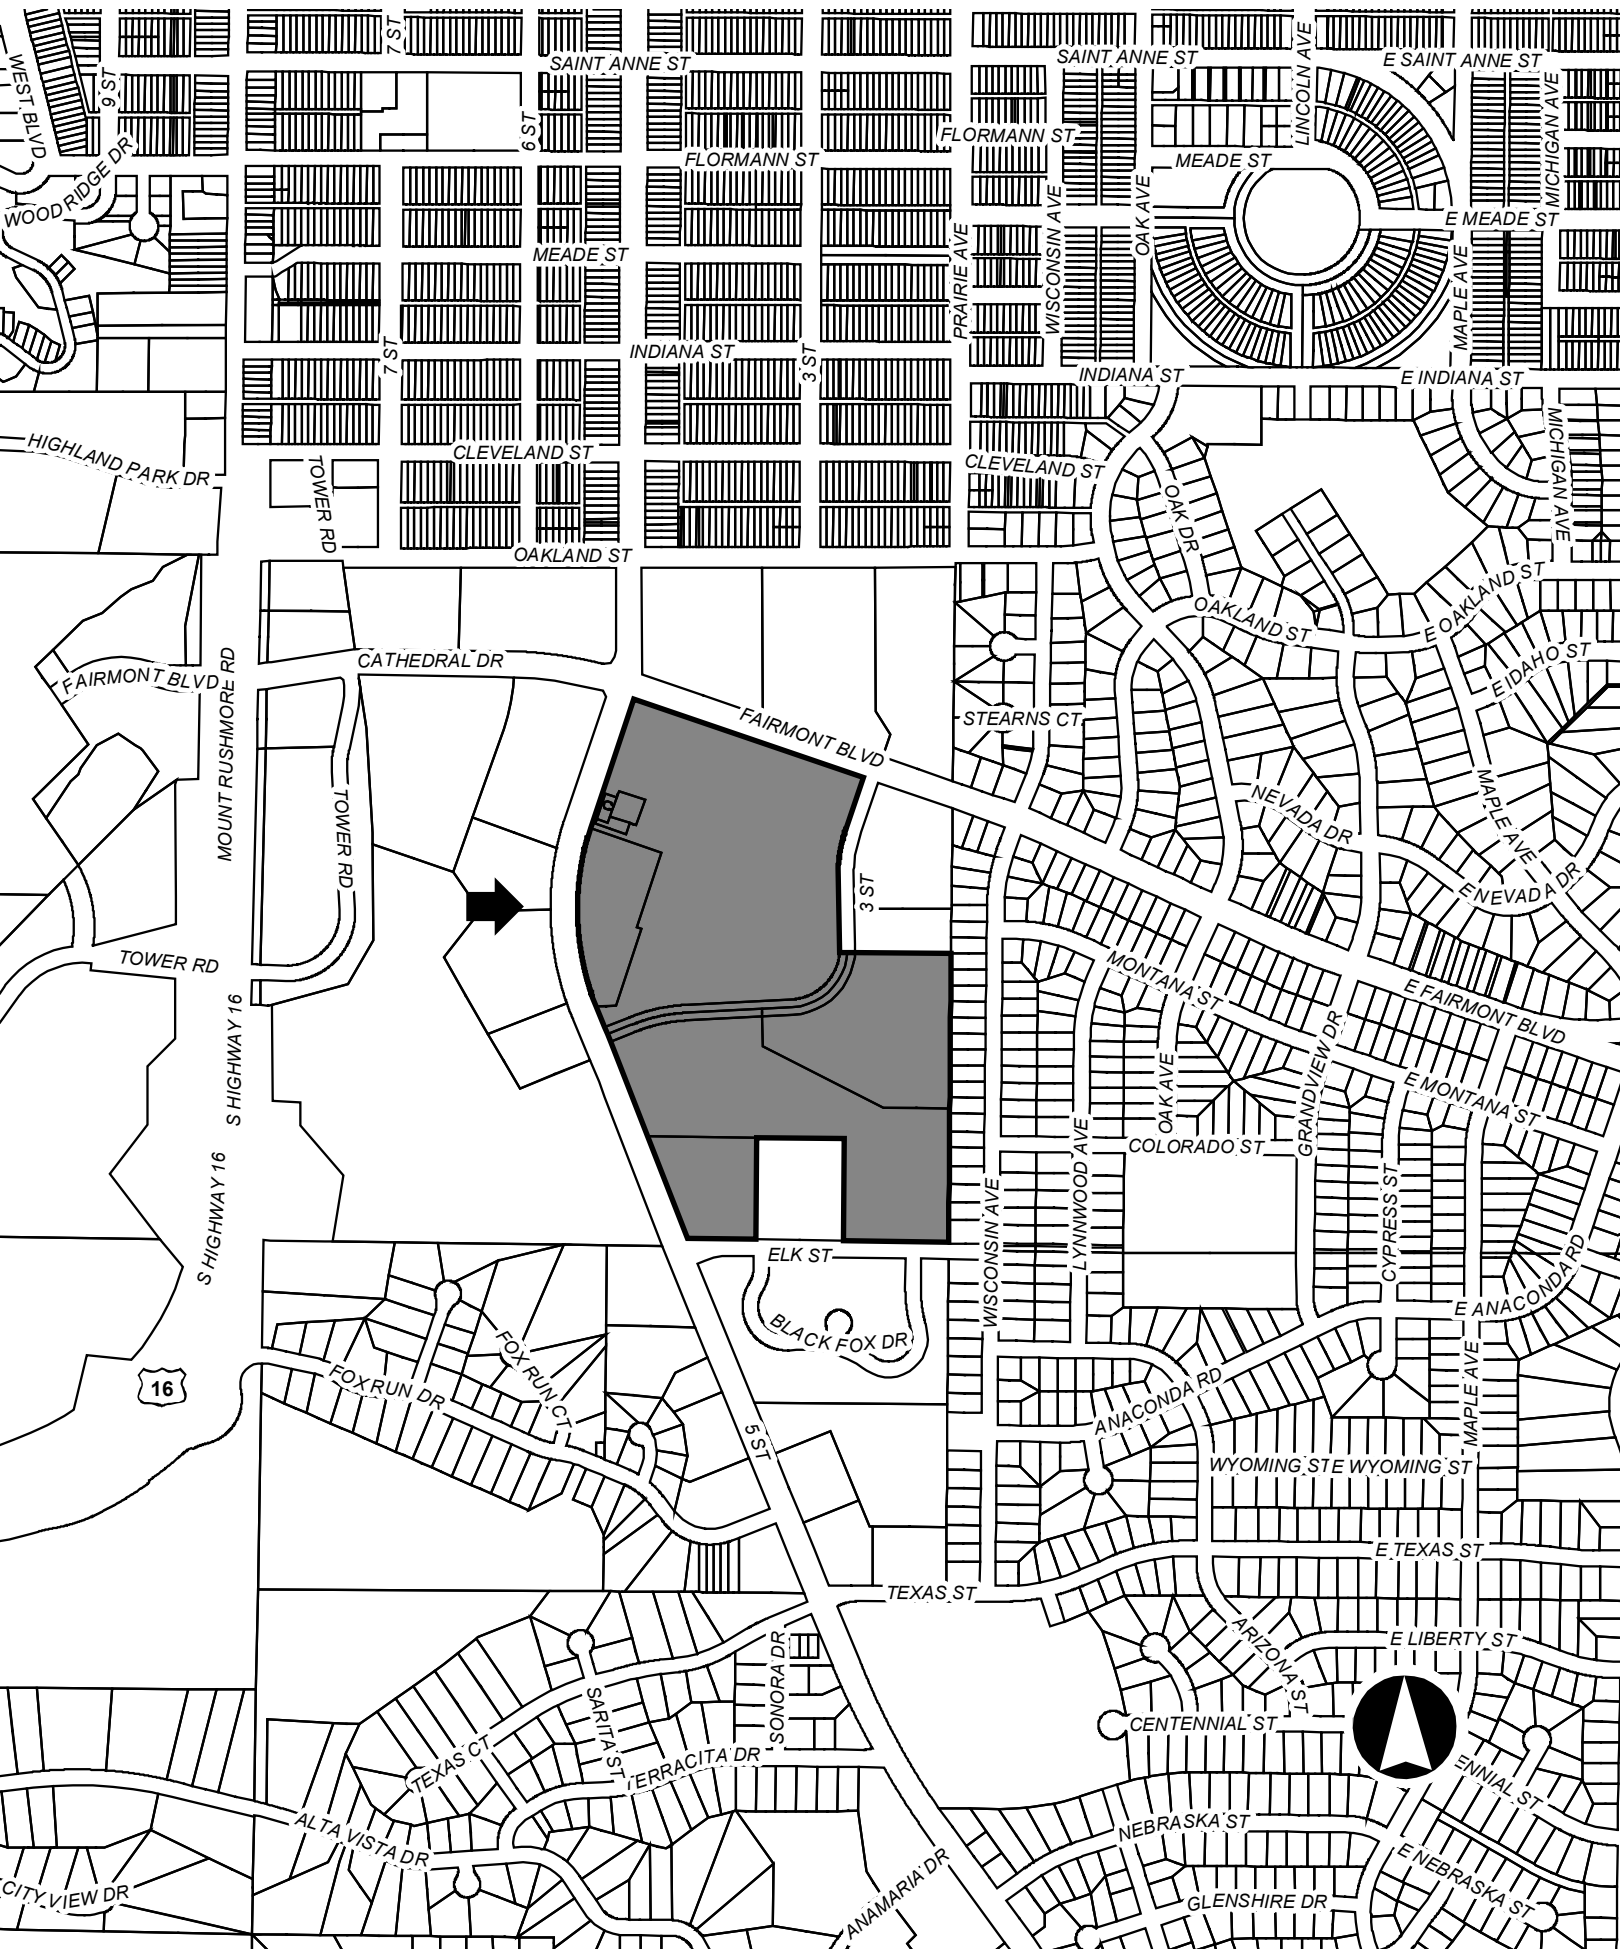 7 ST
SAINT ANNE ST
SAINT ANNE ST
LINCOLN AVE
E SAINT ANNE ST
WEST BLVD
9 ST
6 ST
MICHIGAN AVE
FLORMANN ST
FLORMANN ST
MEADE ST
WOODRIDGE DR
WISCONSIN AVE
OAK AVE
E MEADE ST
MEADE ST
PRAIRIE AVE
MAPLE AVE
7 ST
INDIANA ST
3 ST
INDIANA ST
E INDIANA ST
HIGHLAND PARK DR
CLEVELAND ST
CLEVELAND ST
MICHIGAN AVE
TOWER RD
OAK DR
OAKLAND ST
OAKLAND ST
E OAKLAND ST
FAIRMONT BLVD
MOUNT RUSHMORE RD
CATHEDRAL DR
E IDAHO ST
STEARNS CT
FAIRMONT BLVD
TOWER RD
NEVADA DR
MAPLE AVE
3 ST
E NEVADA DR
TOWER RD
MONTANA ST
E FAIRMONT BLVD
S HIGHWAY 16
GRANDVIEW DR
OAK AVE
E MONTANA ST
LYNNWOOD AVE
COLORADO ST
S HIGHWAY 16
WISCONSIN AVE
CYPRESS ST
ELK ST
E ANACONDA RD
BLACK FOX DR
FOX RUN CT
16
FOX RUN DR
ANACONDA RD
MAPLE AVE
5 ST
WYOMING ST
E WYOMING ST
E TEXAS ST
TEXAS ST
ARIZONA ST
E LIBERTY ST
SONORA DR
SARITA ST
CENTENNIAL ST
TEXAS CT
TERRACITA DR
ENNIAL ST
ALTA VISTA DR
NEBRASKA ST
E NEBRASKA ST
CITY VIEW DR
ANAMARIA DR
GLENSHIRE DR